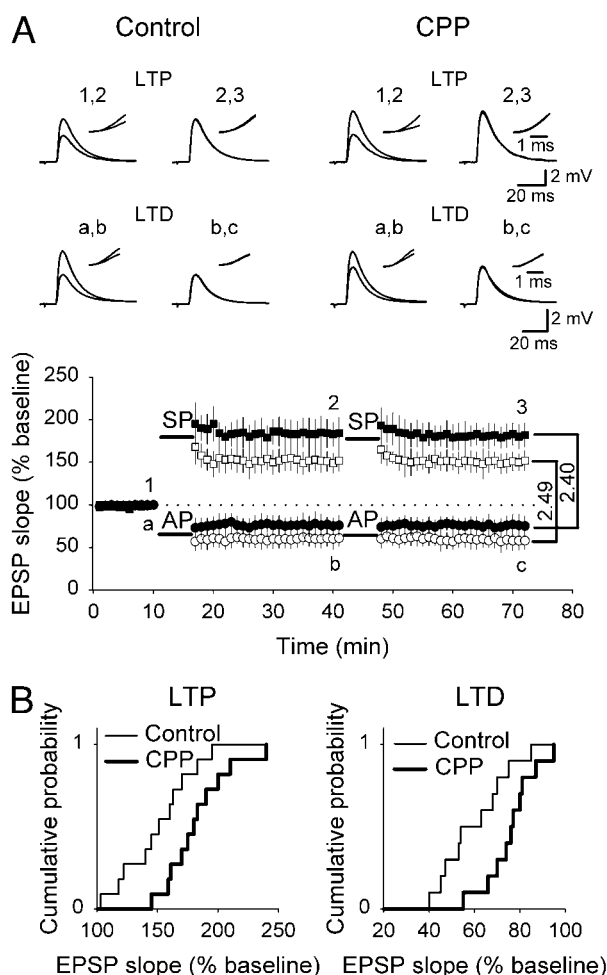 A
Control CPP
LTP LTP
1,2 2,3 1,2 2,3
1 ms
2 mV
20 ms
LTD LTD
a,b b,c a,b b,c
1 ms
2 mV
20 ms
EPSP slope (% baseline)
250
200
150
100
50
0
SP 2 SP 3
1
a AP AP
b c
2.49
2.40
0 10 20 30 40 50 60 70 80
Time (min)
B
LTP LTD
Cumulative probability
1
Control
CPP
0
100 150 200 250
EPSP slope (% baseline)
Cumulative probability
1
Control
CPP
0
20 40 60 80 100
EPSP slope (% baseline)